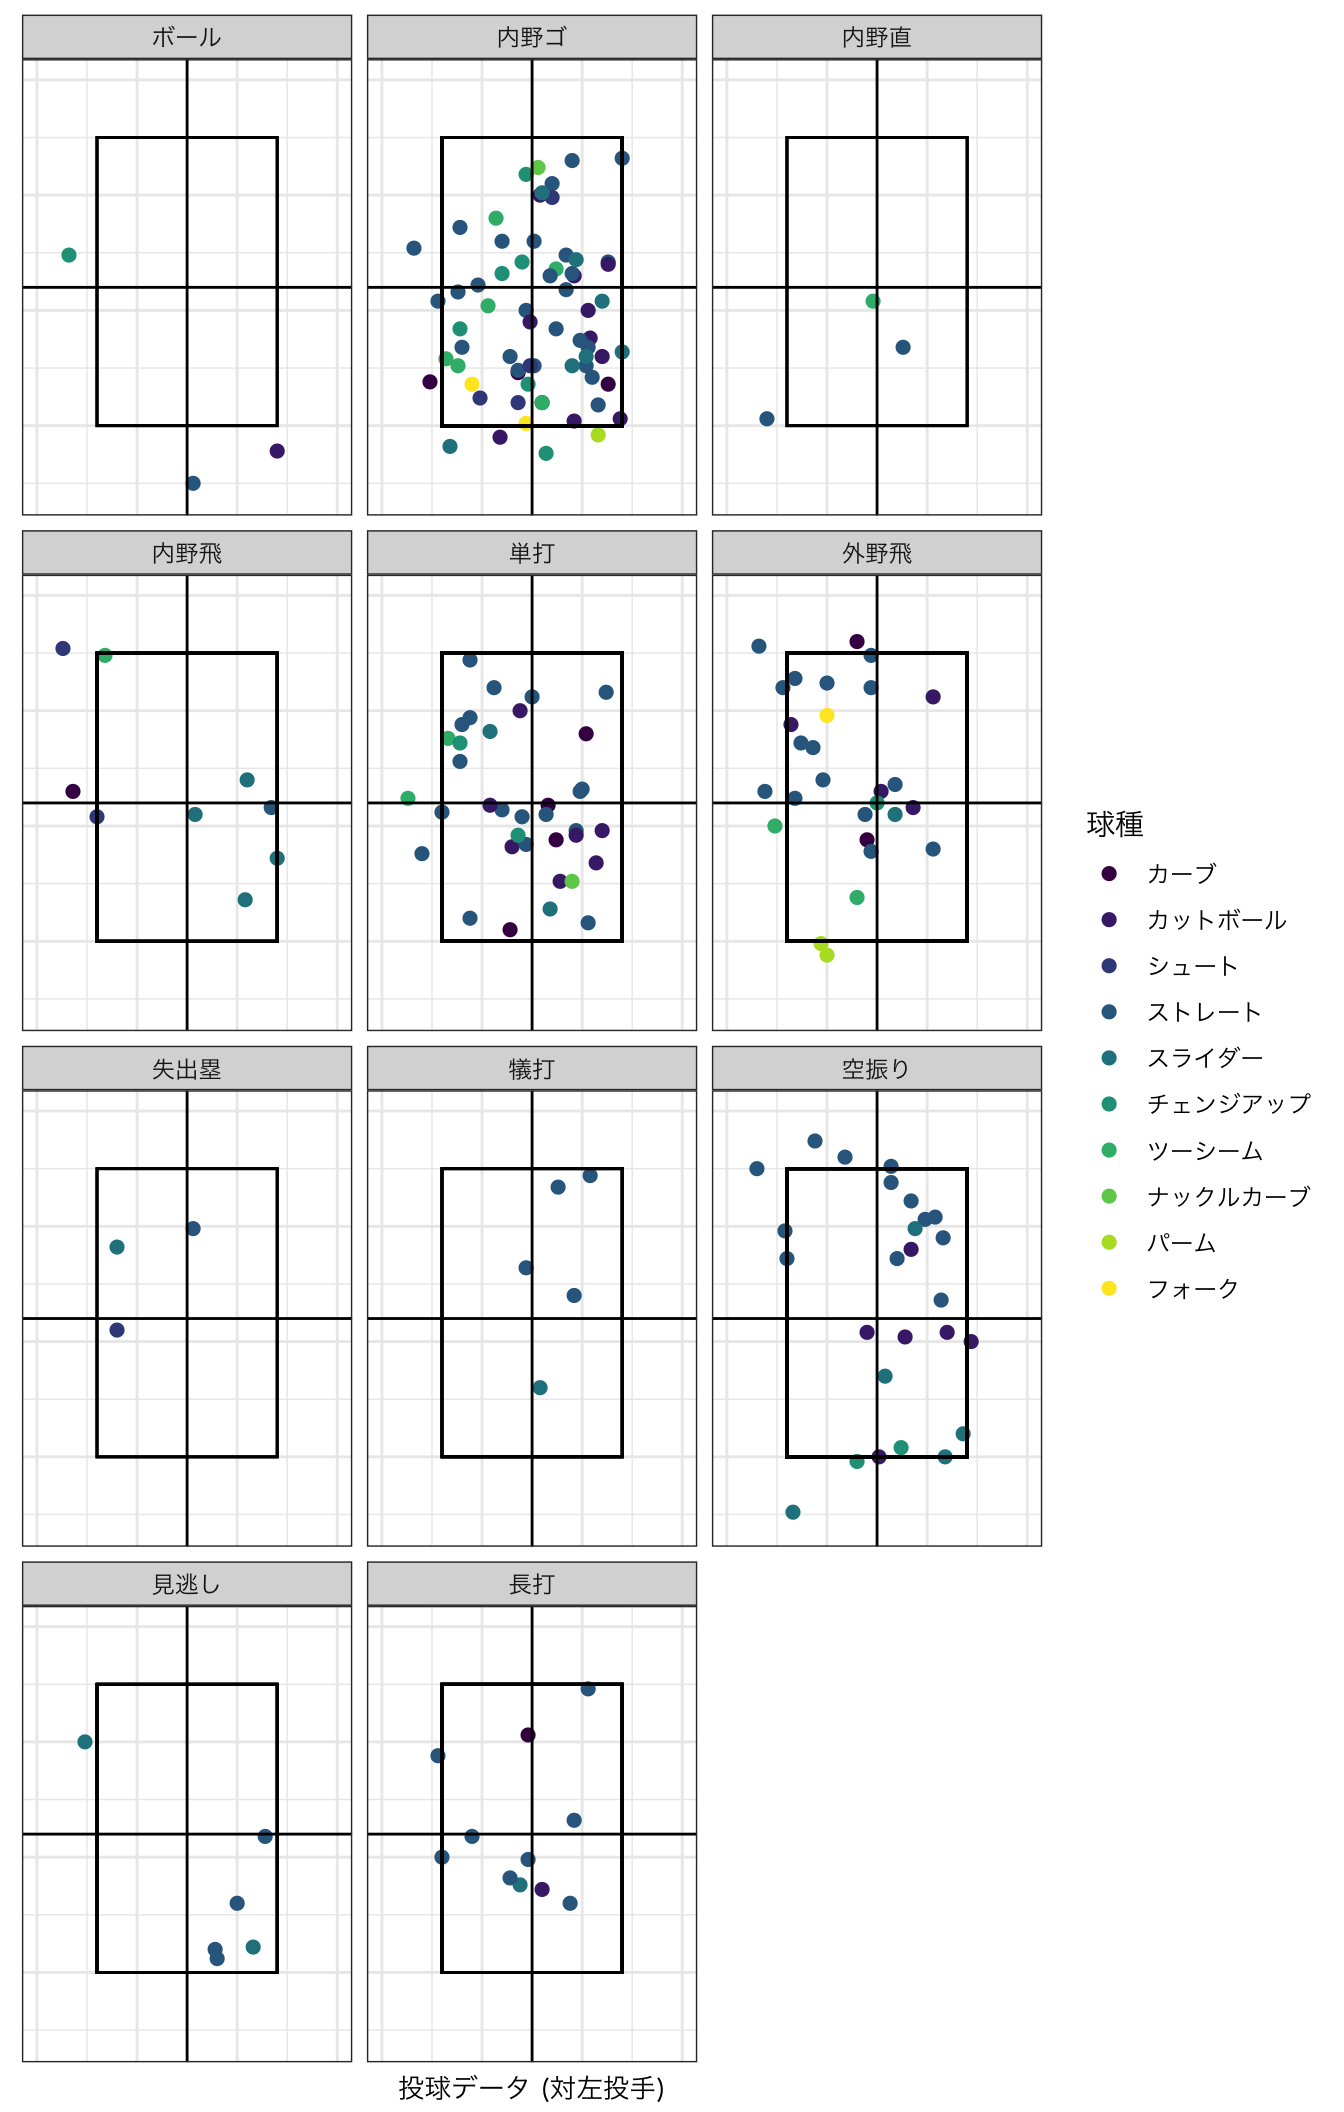 ボール
内野ゴ
内野直
内野飛
単打
外野飛
失出塁
犠打
空振り
見逃し
長打
球種
カーブ
カットボール
シュート
ストレート
スライダー
チェンジアップ
ツーシーム
ナックルカーブ
パーム
フォーク
投球データ (対左投手)